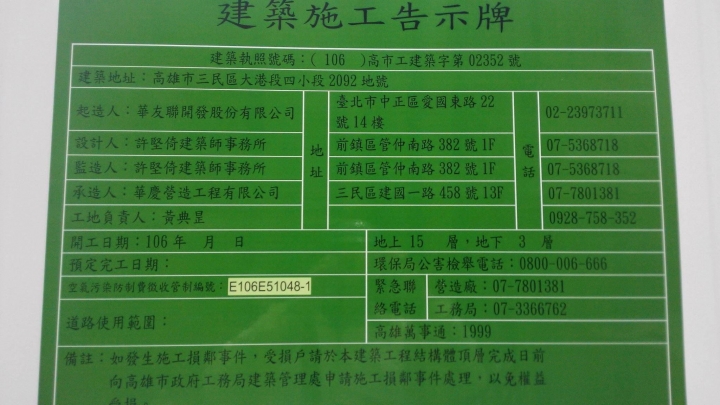 建築施工告示牌
建築執照號碼：( 106 )高市工建築字第 02352 號
建築地址：高雄市三民區大港段四小段 2092 地號
起造人：華友聯開發股份有限公司
地址
臺北市中正區愛國東路 22
號 14 樓
電話
02-23973711
設計人：許堅倚建築師事務所
前鎮區管仲南路 382 號 1F
07-5368718
監造人：許堅倚建築師事務所
前鎮區管仲南路 382 號 1F
07-5368718
承造人：華慶營造工程有限公司
三民區建國一路 458 號 13F
07-7801381
工地負責人：黃典昆
0928-758-352
開工日期：106 年 月 日
地上 15 層,地下 3 層
預定完工日期：
環保局公害檢舉電話：0800-006-666
空氣污染防制費徵收管制編號：E106E51048-1
緊急聯
絡電話
營造廠：07-7801381
工務局：07-3366762
道路使用範圍：
高雄萬事通：1999
備註：如發生施工損鄰事件，受損戶請於本建築工程結構體頂層完成日前
向高雄市政府工務局建築管理處申請施工損鄰事件處理，以免權益